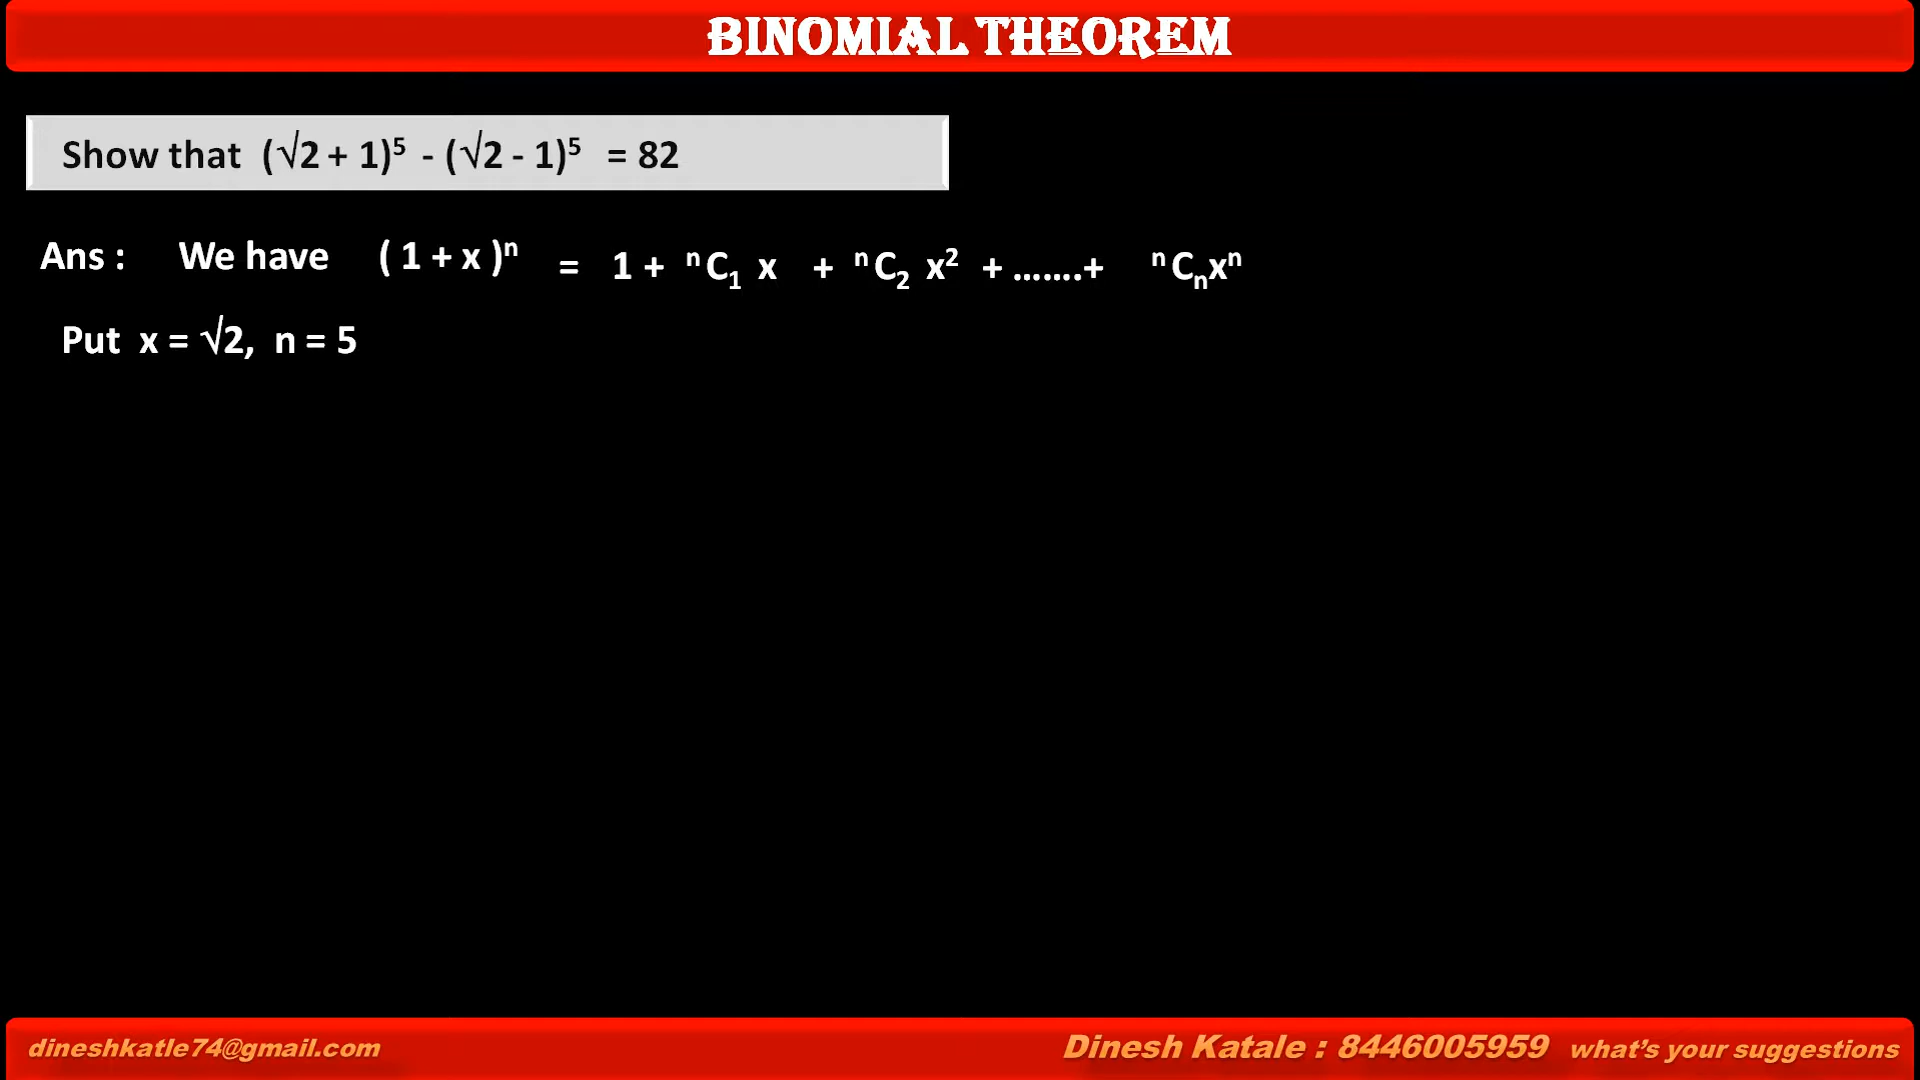 BINOMIAL THEOREM
Show that (√2 + 1)⁵ - (√2 - 1)⁵ = 82
Ans : We have ( 1 + x )ⁿ = 1 + ⁿC₁ x + ⁿC₂ x² + .......+ ⁿCₙxⁿ
Put x = √2, n = 5
dineshkatle74@gmail.com Dinesh Katale : 8446005959 what's your suggestions